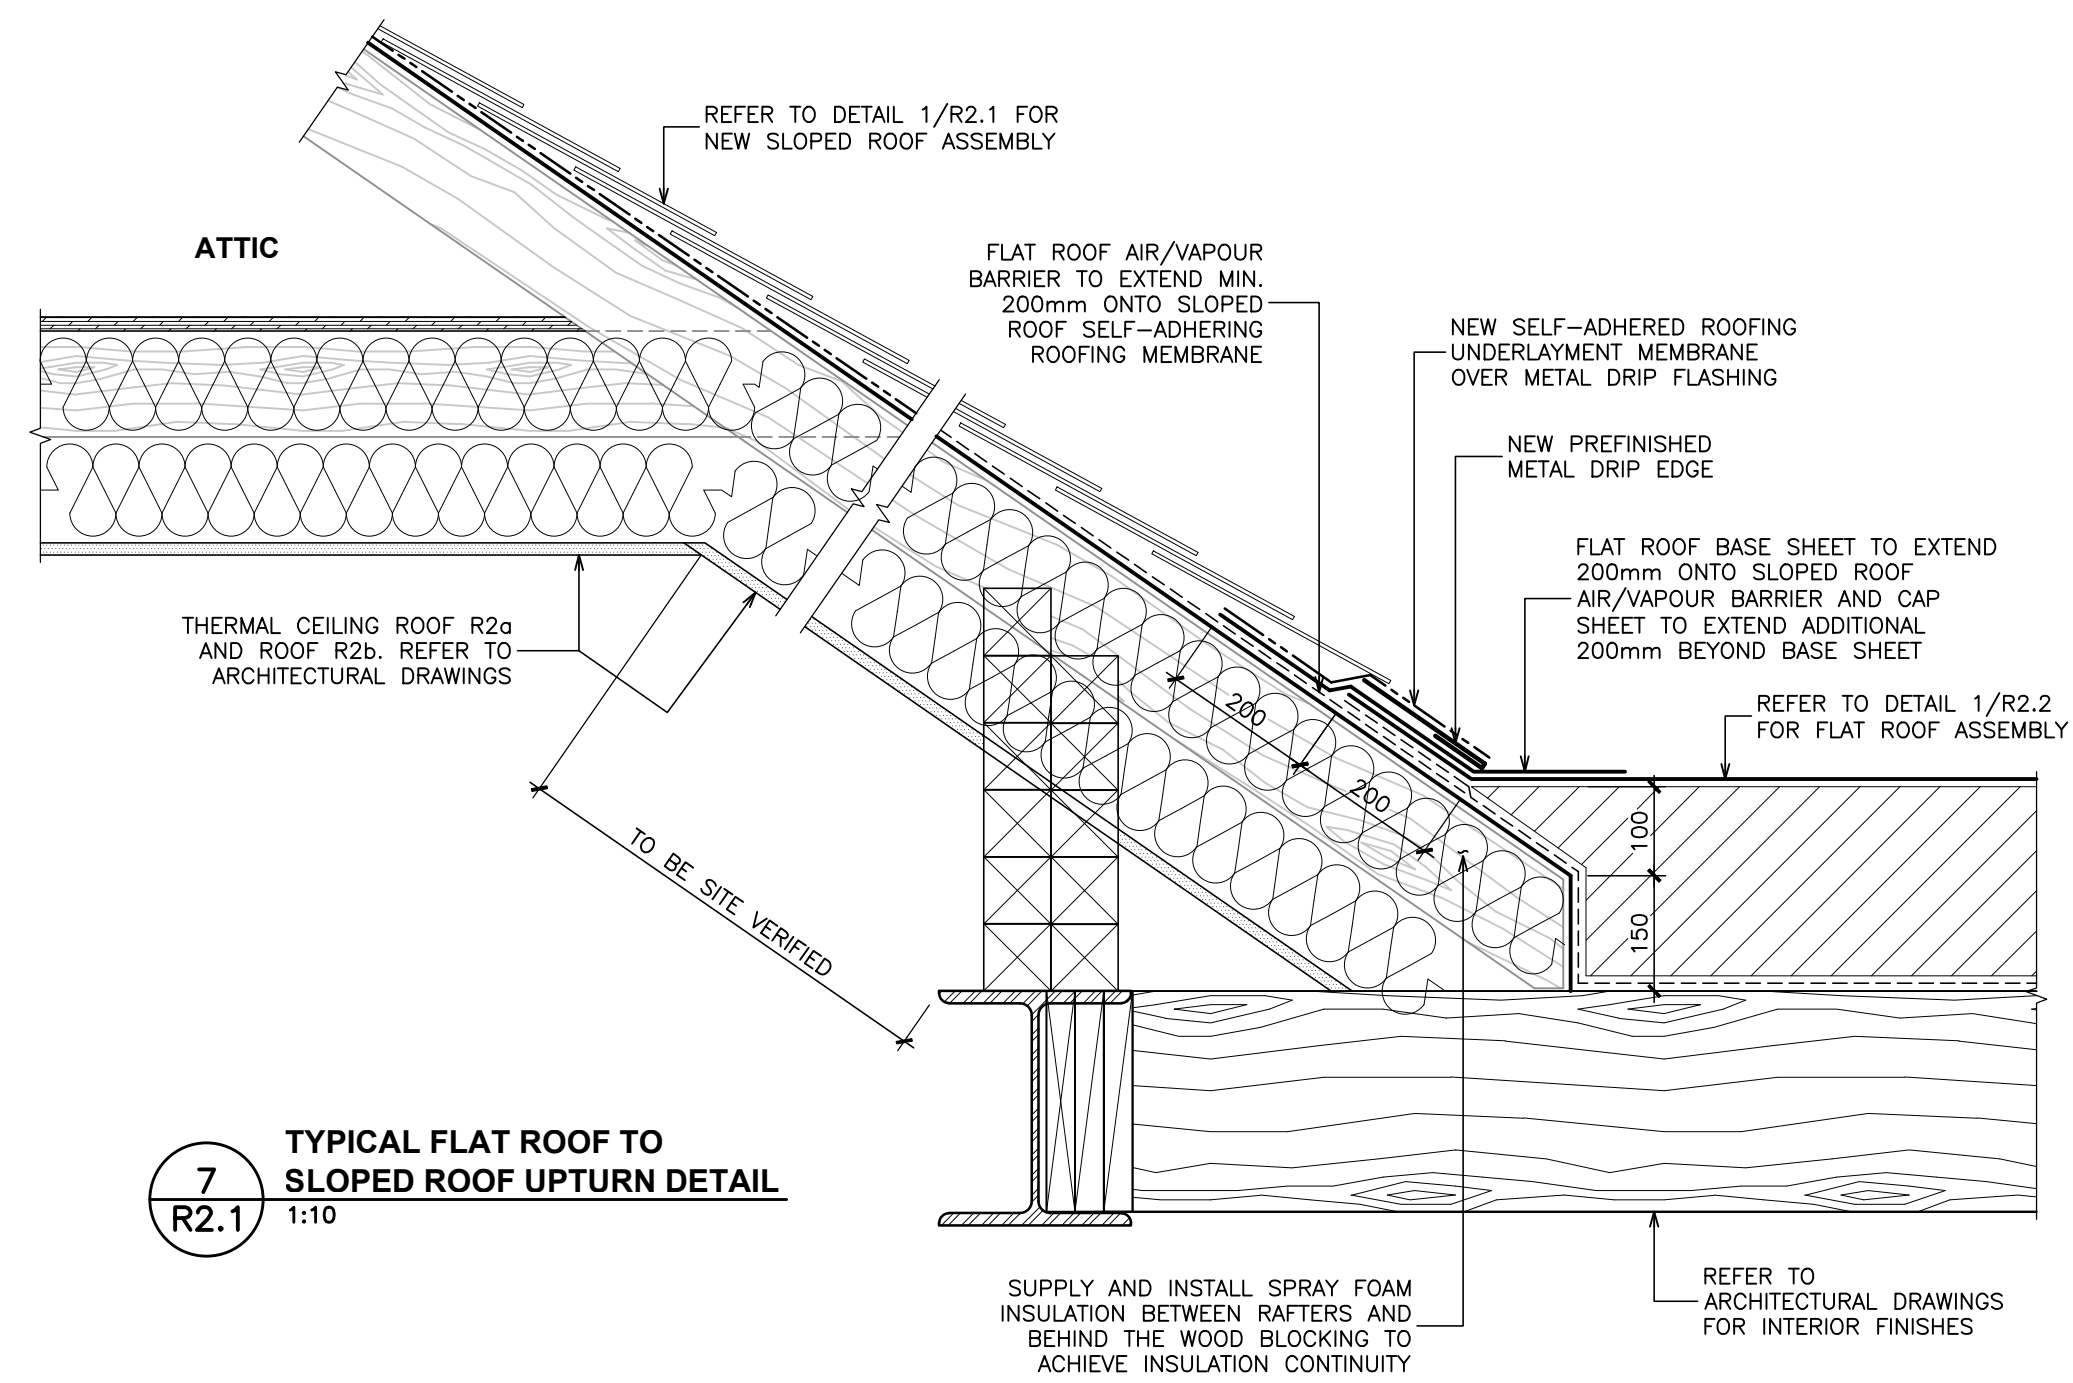 REFER TO DETAIL 1/R2.1 FOR
NEW SLOPED ROOF ASSEMBLY
ATTIC
FLAT ROOF AIR/VAPOUR
BARRIER TO EXTEND MIN.
200mm ONTO SLOPED
ROOF SELF-ADHERING
ROOFING MEMBRANE
NEW SELF-ADHERED ROOFING
UNDERLAYMENT MEMBRANE
OVER METAL DRIP FLASHING
NEW PREFINISHED
METAL DRIP EDGE
FLAT ROOF BASE SHEET TO EXTEND
200mm ONTO SLOPED ROOF
AIR/VAPOUR BARRIER AND CAP
SHEET TO EXTEND ADDITIONAL
200mm BEYOND BASE SHEET
THERMAL CEILING ROOF R2a
AND ROOF R2b. REFER TO
ARCHITECTURAL DRAWINGS
REFER TO DETAIL 1/R2.2
FOR FLAT ROOF ASSEMBLY
200
200
100
150
TO BE SITE VERIFIED
7
R2.1
TYPICAL FLAT ROOF TO
SLOPED ROOF UPTURN DETAIL
1:10
SUPPLY AND INSTALL SPRAY FOAM
INSULATION BETWEEN RAFTERS AND
BEHIND THE WOOD BLOCKING TO
ACHIEVE INSULATION CONTINUITY
REFER TO
ARCHITECTURAL DRAWINGS
FOR INTERIOR FINISHES